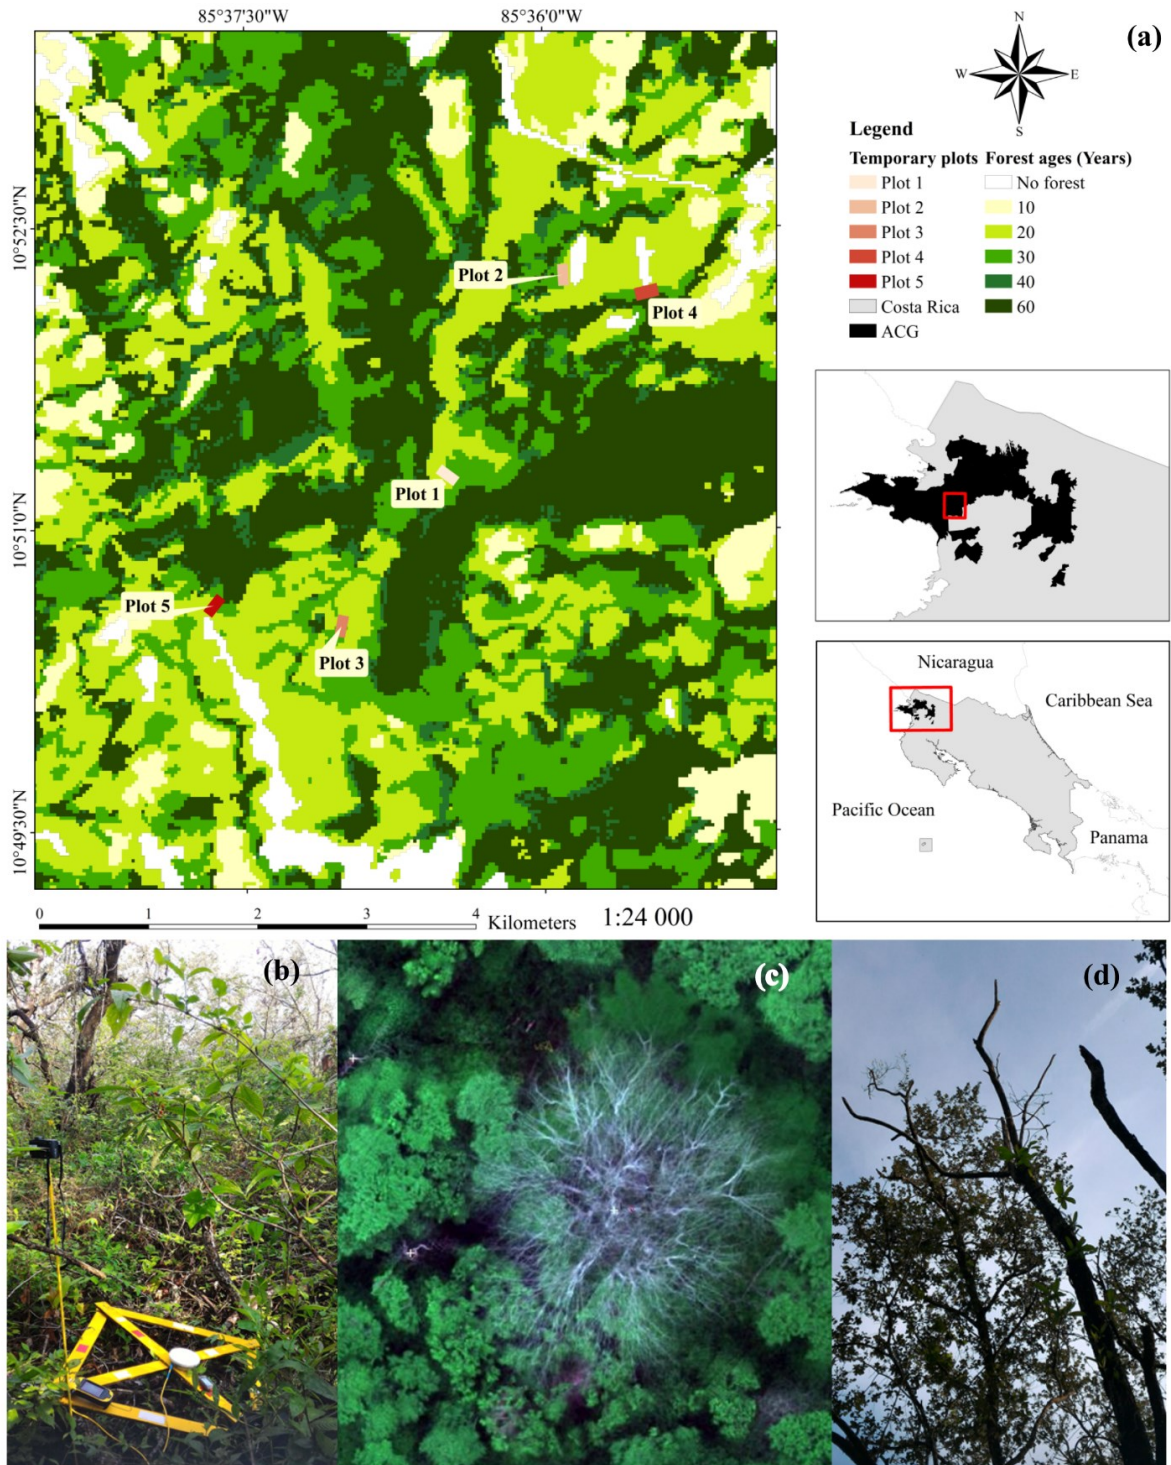 85°37'30"W
85°36'0"W
(a)
N
W
E
S
10°52'30"N
10°51'0"N
10°49'30"N
Plot 2
Plot 4
Plot 1
Plot 5
Plot 3
Legend
Temporary plots Forest ages (Years)
Plot 1 No forest
Plot 2 10
Plot 3 20
Plot 4 30
Plot 5 40
Costa Rica 60
ACG
Nicaragua
Caribbean Sea
Pacific Ocean
Panama
0 1 2 3 4
Kilometers 1:24 000
(b)
(c)
(d)